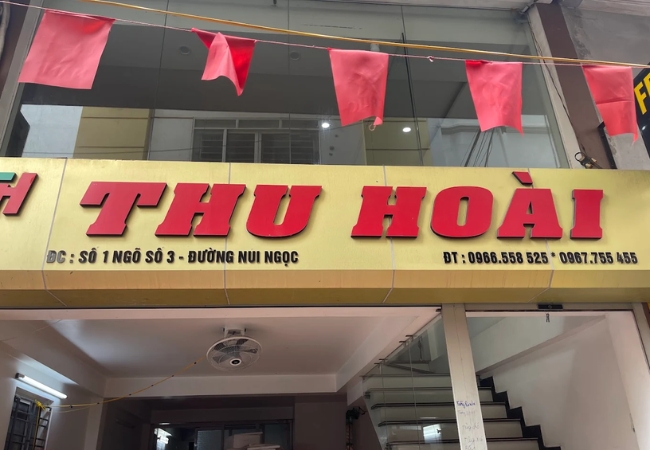 H THU HOÀI
ĐC : SỐ 1 NGÕ SỐ 3 - ĐƯỜNG NUI NGỌC
ĐT : 0966.558 525 * 0967.755 455